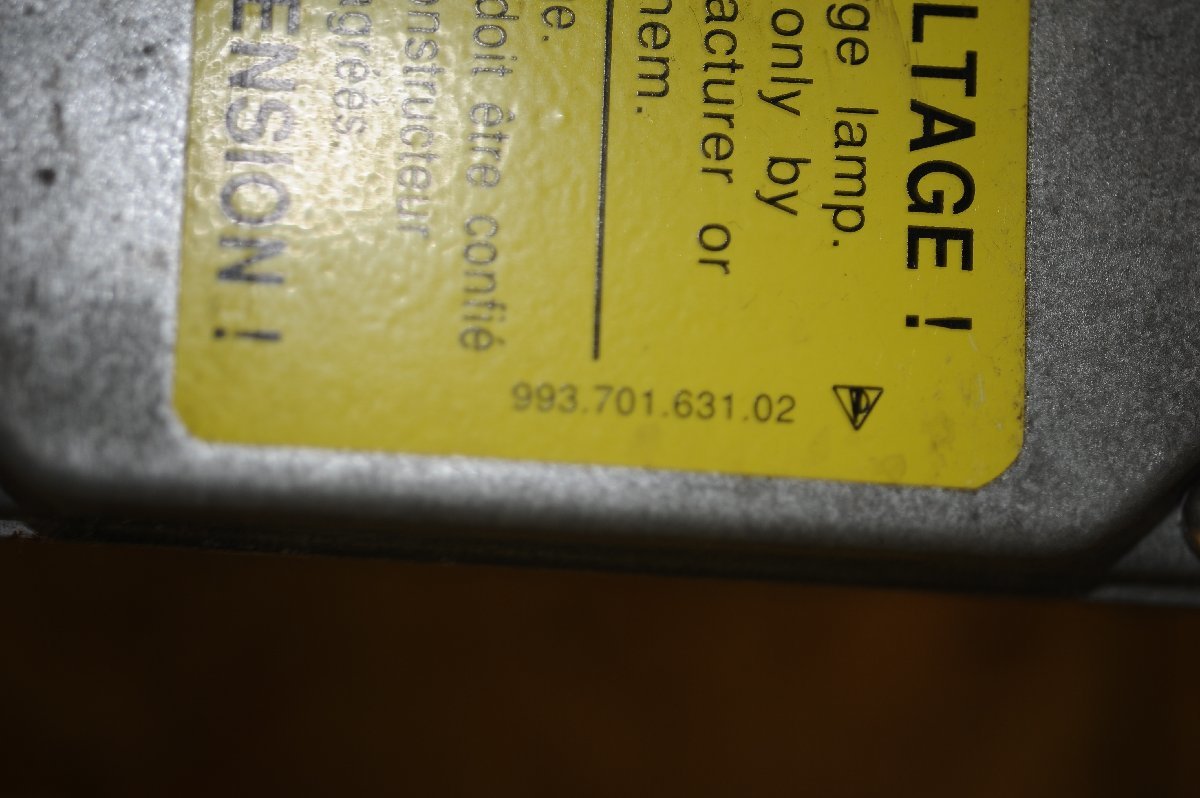 LTAGE !
ge lamp.
only by
acturer or
hem.
e.
doit être confié
onstructeur
agréés
ENSION !
993.701.631.02